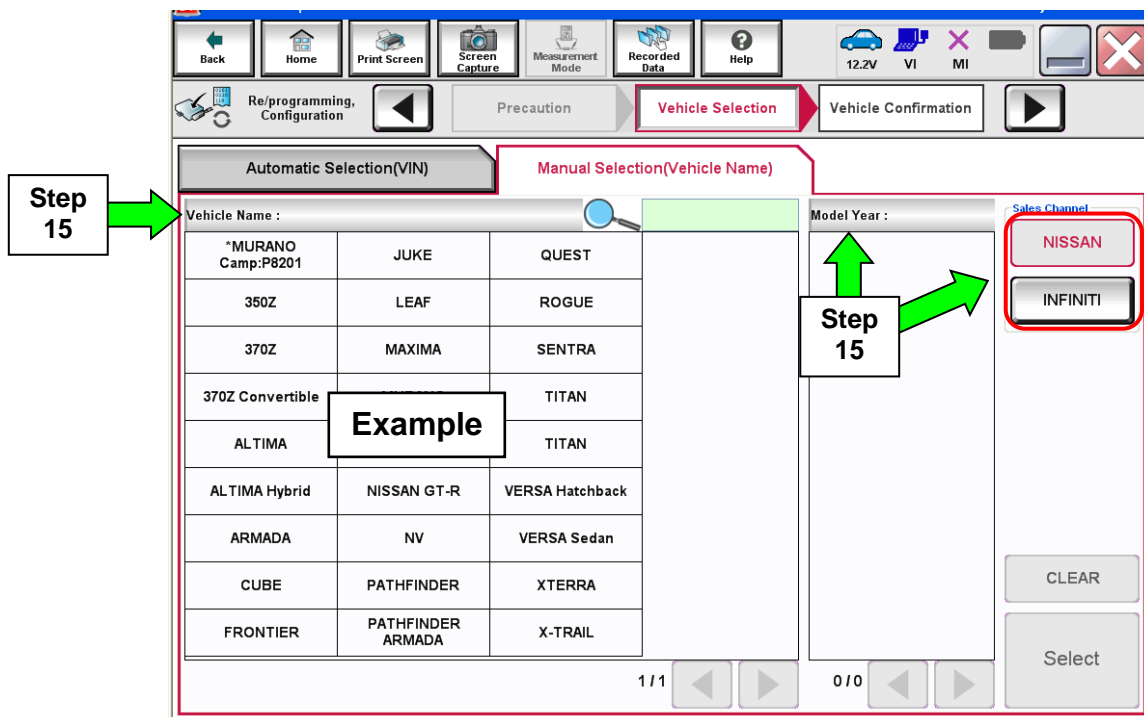 Back
Home
Print Screen
Screen
Capture
Measurement
Mode
Recorded
Data
Help
12.2V
VI
MI
Re/programming,
Configuration
Precaution
Vehicle Selection
Vehicle Confirmation
Automatic Selection(VIN)
Manual Selection(Vehicle Name)
Step
15
Vehicle Name :
Model Year :
Sales Channel
*MURANO
Camp:P8201
JUKE
QUEST
NISSAN
350Z
LEAF
ROGUE
INFINITI
370Z
MAXIMA
SENTRA
Step
15
370Z Convertible
TITAN
Example
ALTIMA
TITAN
ALTIMA Hybrid
NISSAN GT-R
VERSA Hatchback
ARMADA
NV
VERSA Sedan
CUBE
PATHFINDER
XTERRA
CLEAR
FRONTIER
PATHFINDER
ARMADA
X-TRAIL
Select
1/1
0/0